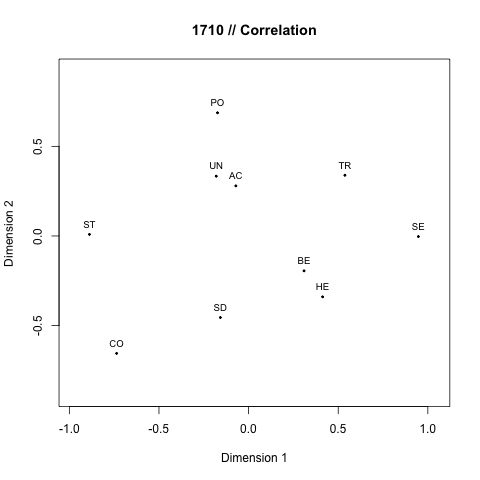 1710 // Correlation
PO
UN
AC
TR
ST
SE
BE
HE
SD
CO
0.5
0.0
-0.5
Dimension 2
-1.0 -0.5 0.0 0.5 1.0
Dimension 1